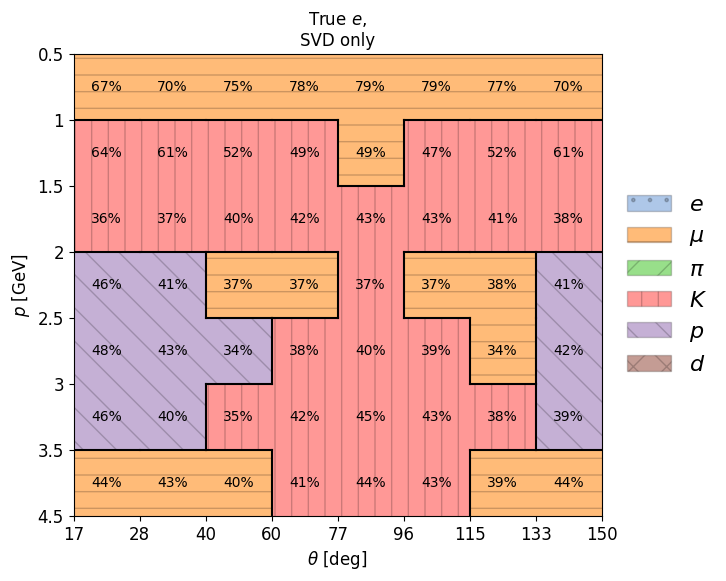 True e,
SVD only
0.5
67% 70% 75% 78% 79% 79% 77% 70%
1
64% 61% 52% 49% 49% 47% 52% 61%
1.5
36% 37% 40% 42% 43% 43% 41% 38%
2
46% 41% 37% 37% 37% 37% 38% 41%
2.5
48% 43% 34% 38% 40% 39% 34% 42%
3
46% 40% 35% 42% 45% 43% 38% 39%
3.5
44% 43% 40% 41% 44% 43% 39% 44%
4.5
17 28 40 60 77 96 115 133 150
θ [deg]
p [GeV]
e
μ
π
K
p
d